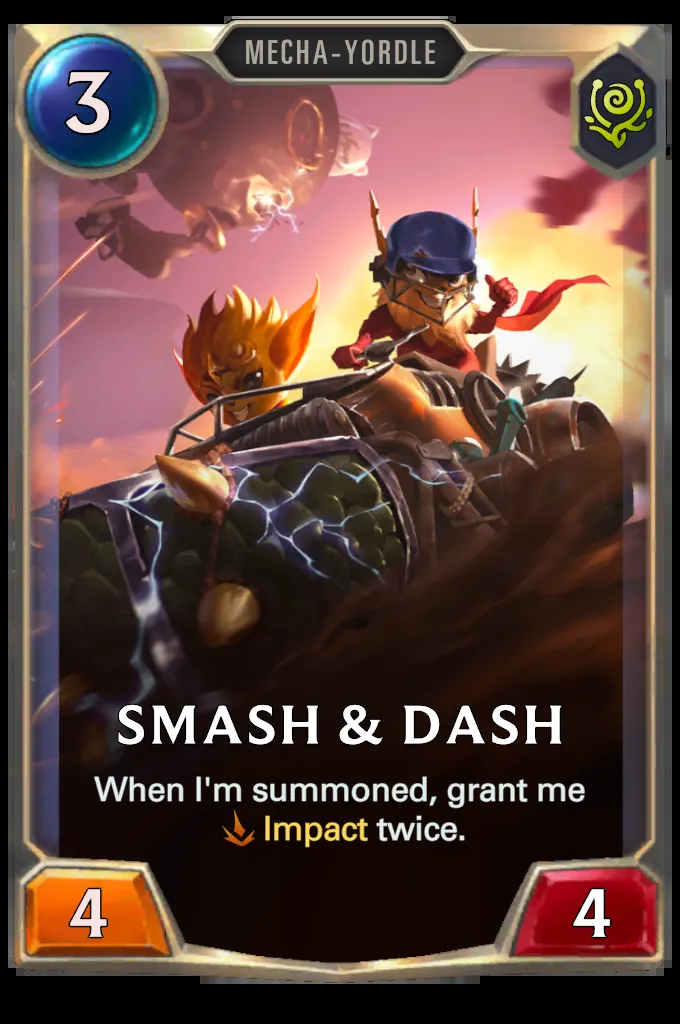 MECHA-YORDLE
3
SMASH & DASH
When I'm summoned, grant me
Impact twice.
4
4